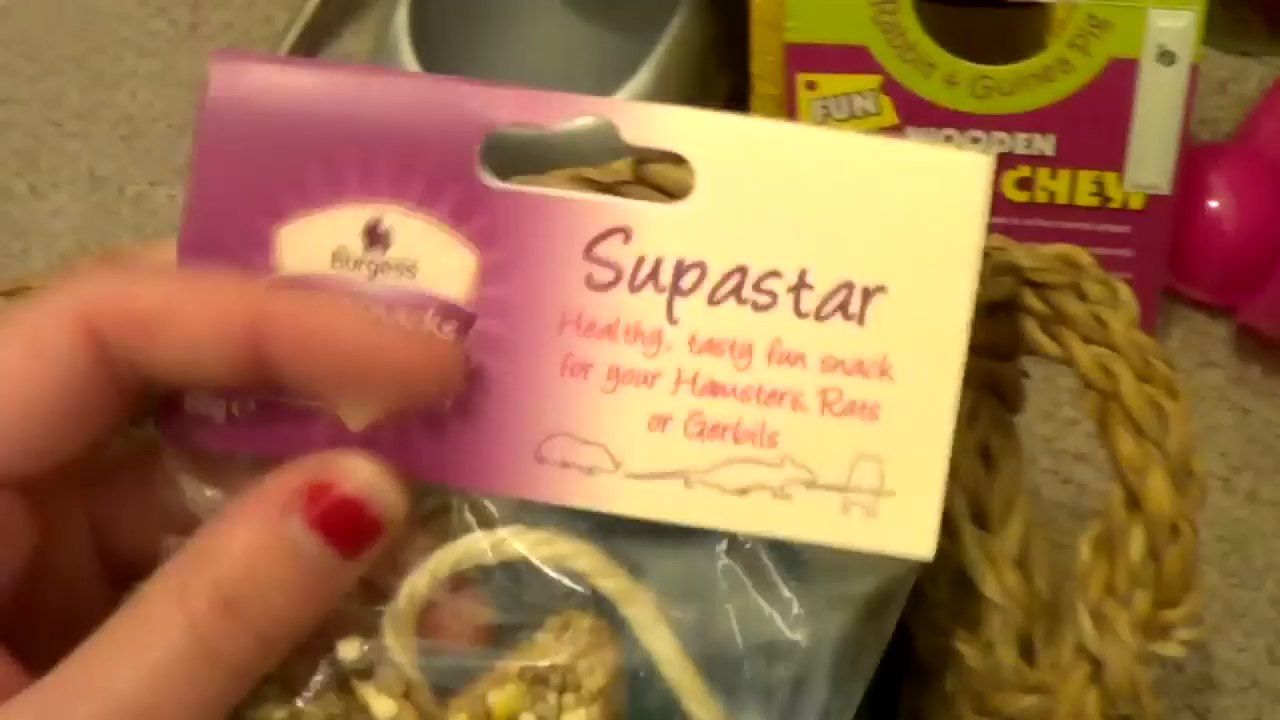 Rabbit + Guinea Pig
FUN
WOODEN
CHEW
Burgess
Supastar
Healthy, tasty fun snack
for your Hamsters, Rats
or Gerbils